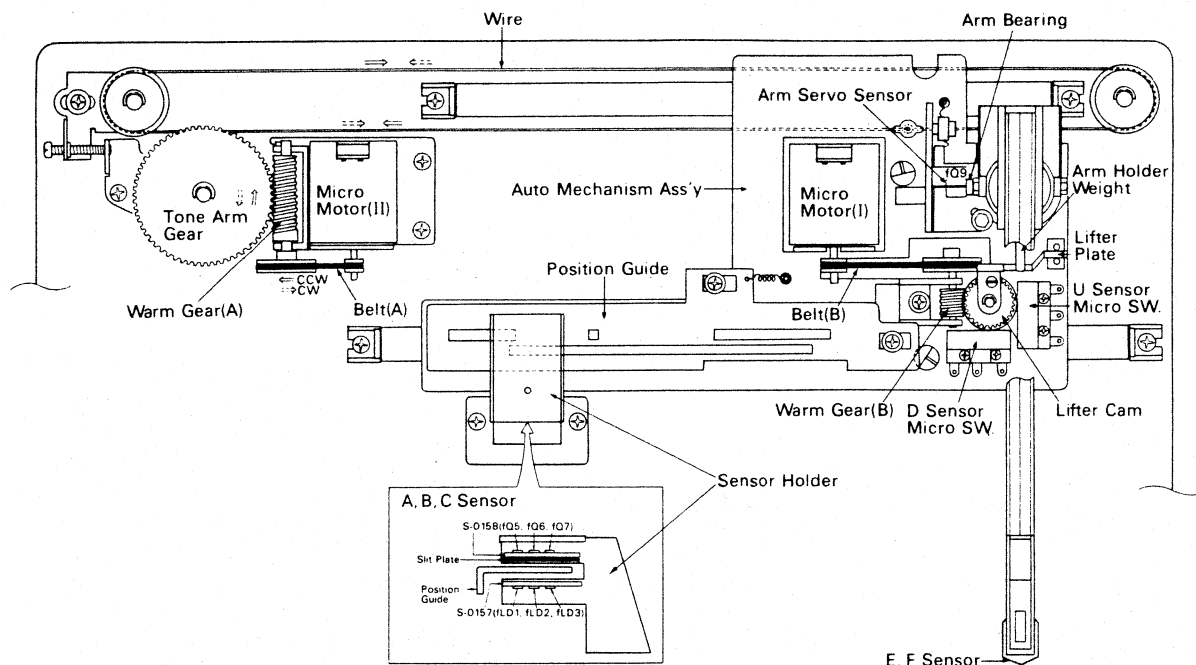 Wire
Arm Bearing
Arm Servo Sensor
fQ9
Arm Holder
Weight
Auto Mechanism Ass'y
Micro
Motor(II)
Micro
Motor(I)
Tone Arm
Gear
Lifter
Plate
Position Guide
CCW
CW
U Sensor
Micro SW.
Warm Gear(A)
Belt(A)
Belt(B)
Warm Gear(B)
D Sensor
Micro SW.
Lifter Cam
Sensor Holder
A, B, C Sensor
S-0158(fQ5, fQ6, fQ7)
Slit Plate
Position
Guide
S-0157(fLD1, fLD2, fLD3)
E, F Sensor